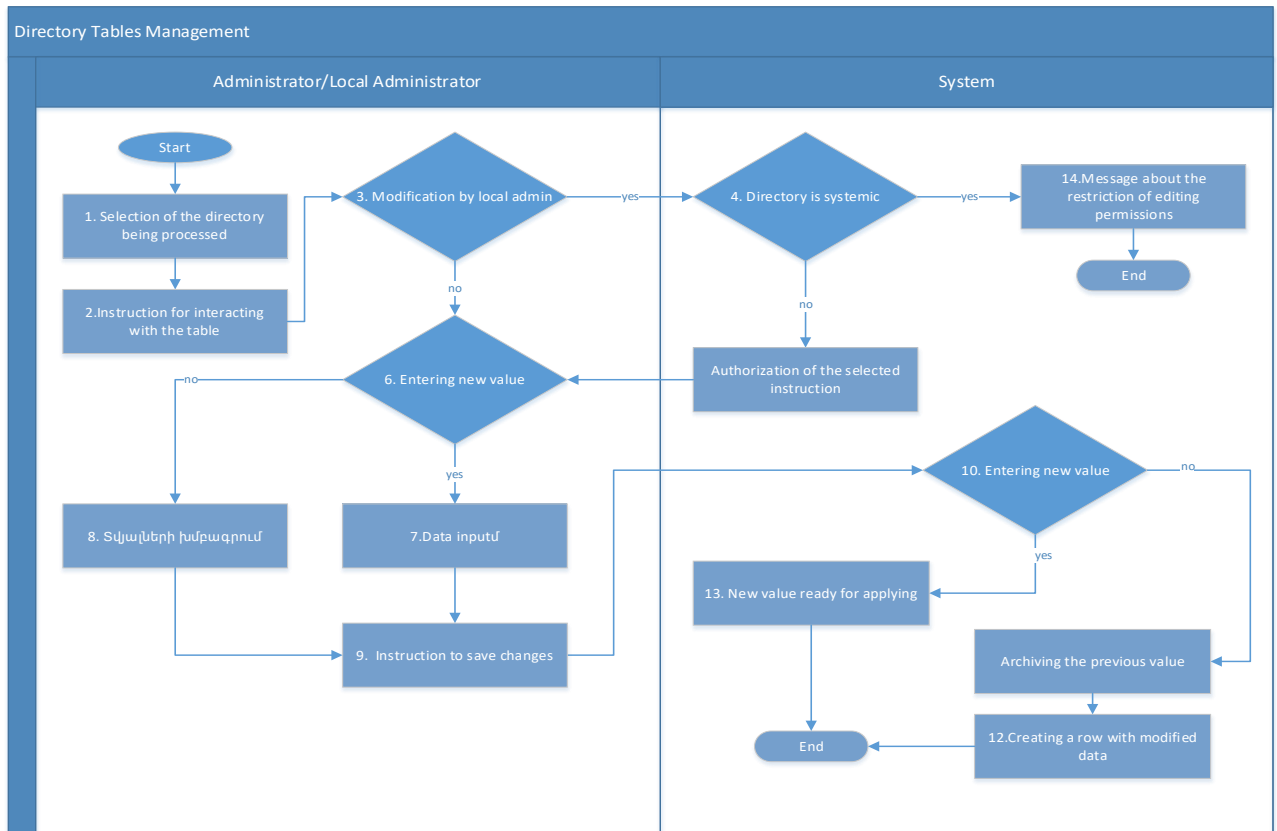 Directory Tables Management
Administrator/Local Administrator
System
Start
1. Selection of the directory
being processed
2.Instruction for interacting
with the table
3. Modification by local admin
yes
no
4. Directory is systemic
yes
no
14.Message about the
restriction of editing
permissions
End
Authorization of the selected
instruction
6. Entering new value
no
yes
8. Տվյալների խմբագրում
7.Data inputմ
9. Instruction to save changes
10. Entering new value
no
yes
13. New value ready for applying
Archiving the previous value
12.Creating a row with modified
data
End